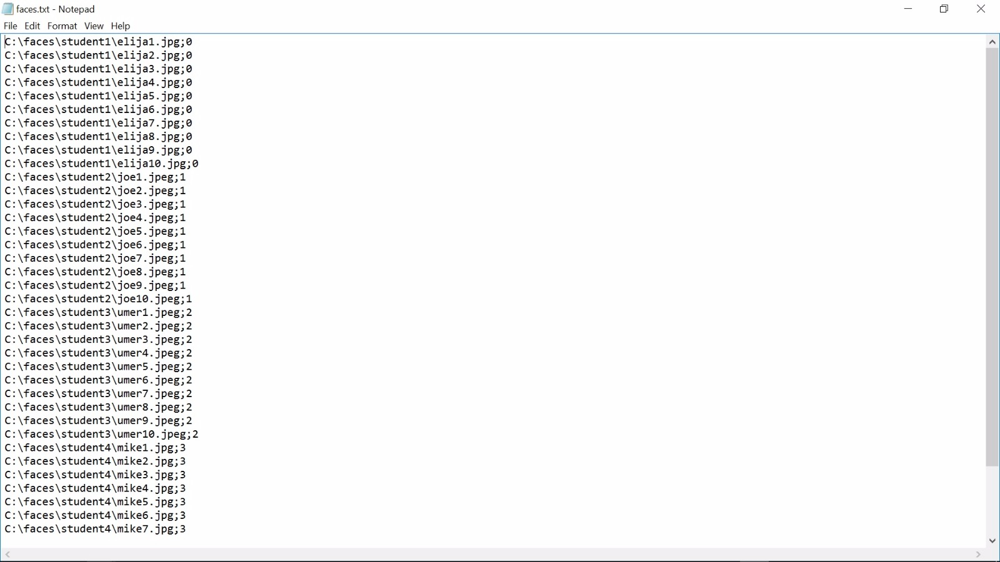 faces.txt - Notepad
File Edit Format View Help
C:\faces\student1\elija1.jpg;0
C:\faces\student1\elija2.jpg;0
C:\faces\student1\elija3.jpg;0
C:\faces\student1\elija4.jpg;0
C:\faces\student1\elija5.jpg;0
C:\faces\student1\elija6.jpg;0
C:\faces\student1\elija7.jpg;0
C:\faces\student1\elija8.jpg;0
C:\faces\student1\elija9.jpg;0
C:\faces\student1\elija10.jpg;0
C:\faces\student2\joe1.jpeg;1
C:\faces\student2\joe2.jpeg;1
C:\faces\student2\joe3.jpeg;1
C:\faces\student2\joe4.jpeg;1
C:\faces\student2\joe5.jpeg;1
C:\faces\student2\joe6.jpeg;1
C:\faces\student2\joe7.jpeg;1
C:\faces\student2\joe8.jpeg;1
C:\faces\student2\joe9.jpeg;1
C:\faces\student2\joe10.jpeg;1
C:\faces\student3\umer1.jpeg;2
C:\faces\student3\umer2.jpeg;2
C:\faces\student3\umer3.jpeg;2
C:\faces\student3\umer4.jpeg;2
C:\faces\student3\umer5.jpeg;2
C:\faces\student3\umer6.jpeg;2
C:\faces\student3\umer7.jpeg;2
C:\faces\student3\umer8.jpeg;2
C:\faces\student3\umer9.jpeg;2
C:\faces\student3\umer10.jpeg;2
C:\faces\student4\mike1.jpg;3
C:\faces\student4\mike2.jpg;3
C:\faces\student4\mike3.jpg;3
C:\faces\student4\mike4.jpg;3
C:\faces\student4\mike5.jpg;3
C:\faces\student4\mike6.jpg;3
C:\faces\student4\mike7.jpg;3